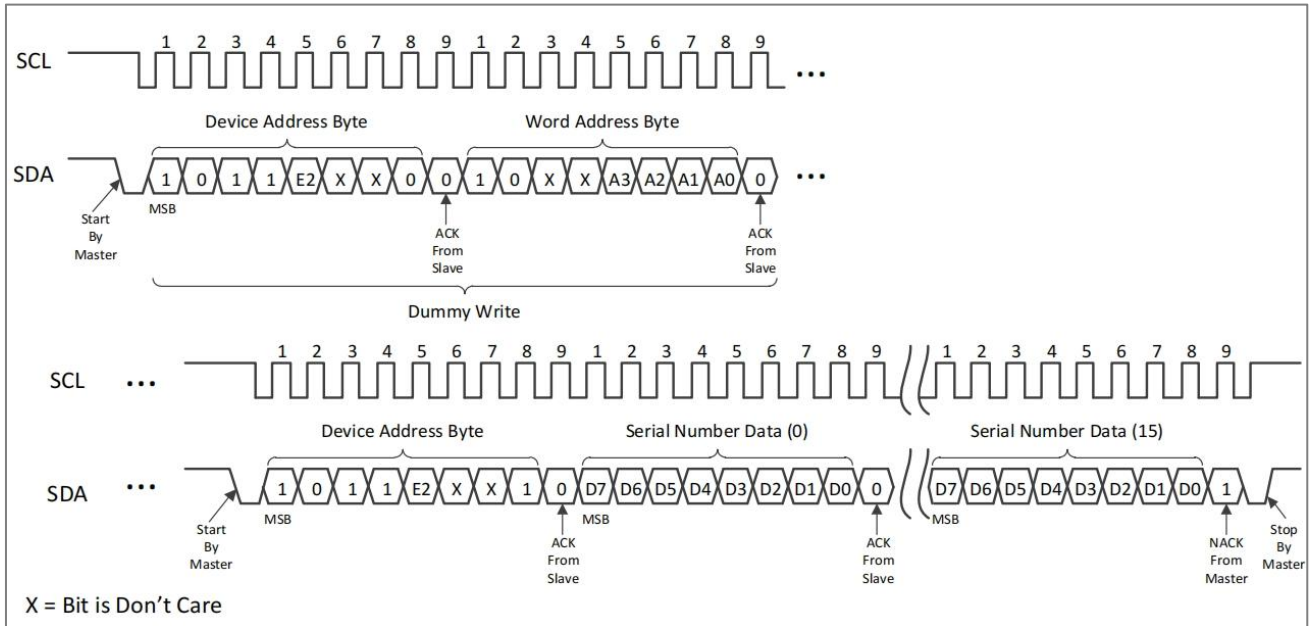 1 2 3 4 5 6 7 8 9 1 2 3 4 5 6 7 8 9
SCL ...
Device Address Byte Word Address Byte
SDA 1 0 1 1 E2 X X 0 0 1 0 X X A3 A2 A1 A0 0 ...
MSB
Start
By
Master
ACK
From
Slave
ACK
From
Slave
Dummy Write
1 2 3 4 5 6 7 8 9 1 2 3 4 5 6 7 8 9 1 2 3 4 5 6 7 8 9
SCL ...
Device Address Byte Serial Number Data (0) Serial Number Data (15)
SDA ... 1 0 1 1 E2 X X 1 0 D7 D6 D5 D4 D3 D2 D1 D0 0 D7 D6 D5 D4 D3 D2 D1 D0 1
MSB MSB MSB
Start
By
Master
ACK
From
Slave
ACK
From
Slave
NACK
From
Master
Stop
By
Master
X = Bit is Don’t Care